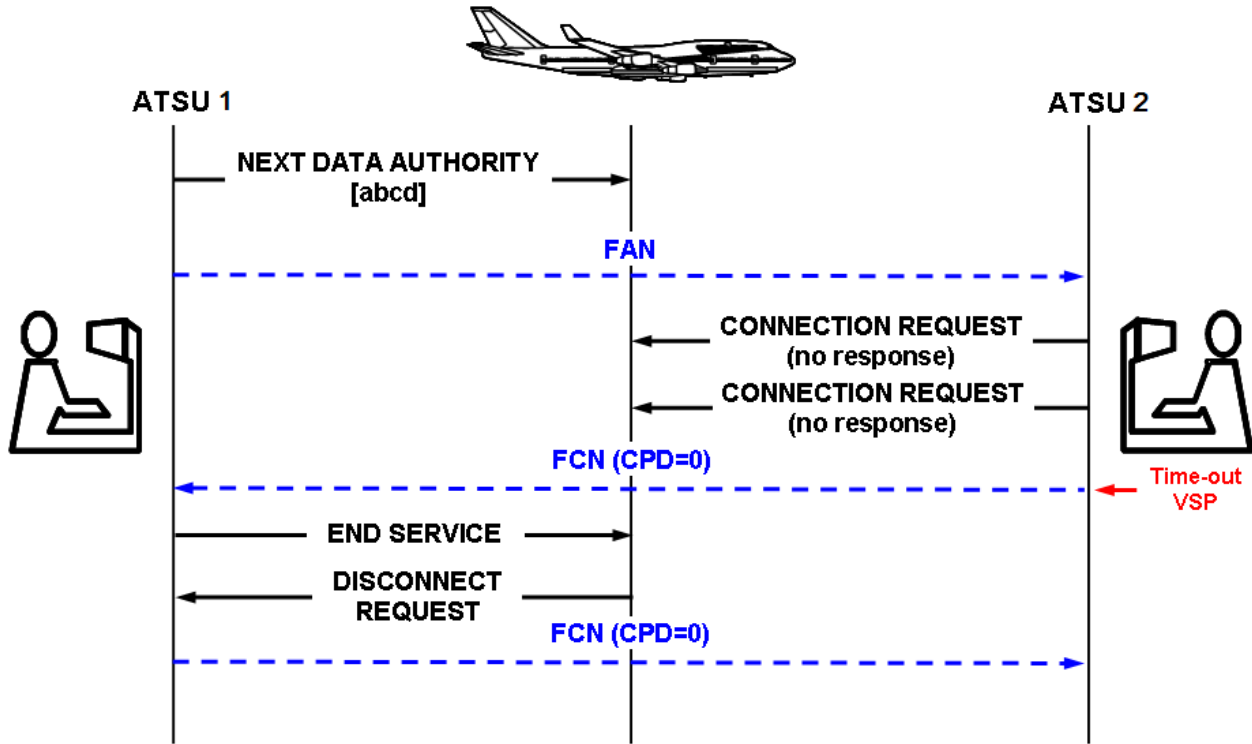 ATSU 1
ATSU 2
NEXT DATA AUTHORITY
[abcd]
FAN
CONNECTION REQUEST
(no response)
CONNECTION REQUEST
(no response)
FCN (CPD=0)
Time-out
VSP
END SERVICE
DISCONNECT
REQUEST
FCN (CPD=0)